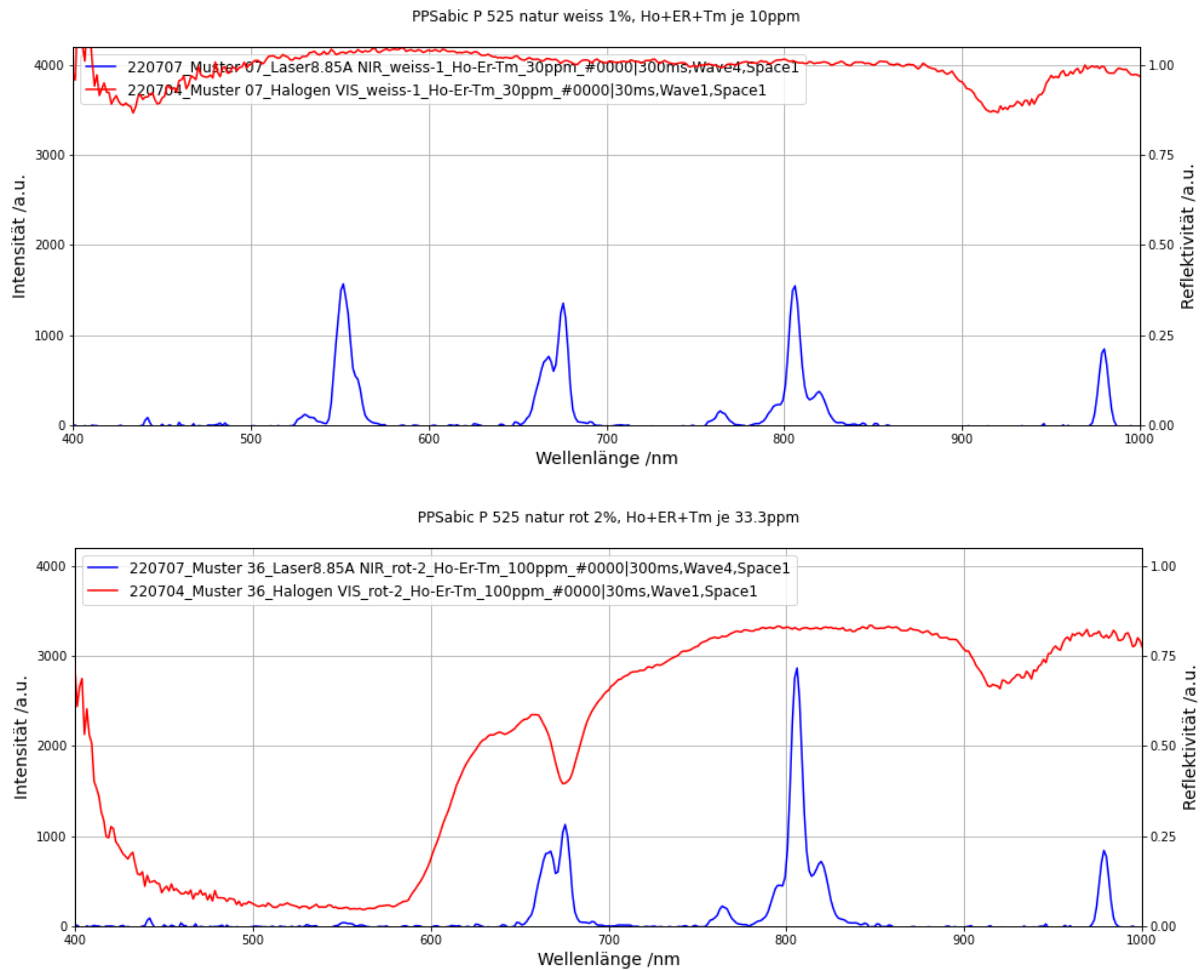 PPSabic P 525 natur weiss 1%, Ho+ER+Tm je 10ppm
220707_Muster 07_Laser8.85A NIR_weiss-1_Ho-Er-Tm_30ppm_#0000|300ms,Wave4,Space1
220704_Muster 07_Halogen VIS_weiss-1_Ho-Er-Tm_30ppm_#0000|30ms,Wave1,Space1
4000
3000
2000
1000
0
Intensität /a.u.
1.00
0.75
0.50
0.25
0.00
Reflektivität /a.u.
400 500 600 700 800 900 1000
Wellenlänge /nm
PPSabic P 525 natur rot 2%, Ho+ER+Tm je 33.3ppm
220707_Muster 36_Laser8.85A NIR_rot-2_Ho-Er-Tm_100ppm_#0000|300ms,Wave4,Space1
220704_Muster 36_Halogen VIS_rot-2_Ho-Er-Tm_100ppm_#0000|30ms,Wave1,Space1
4000
3000
2000
1000
0
Intensität /a.u.
1.00
0.75
0.50
0.25
0.00
Reflektivität /a.u.
400 500 600 700 800 900 1000
Wellenlänge /nm